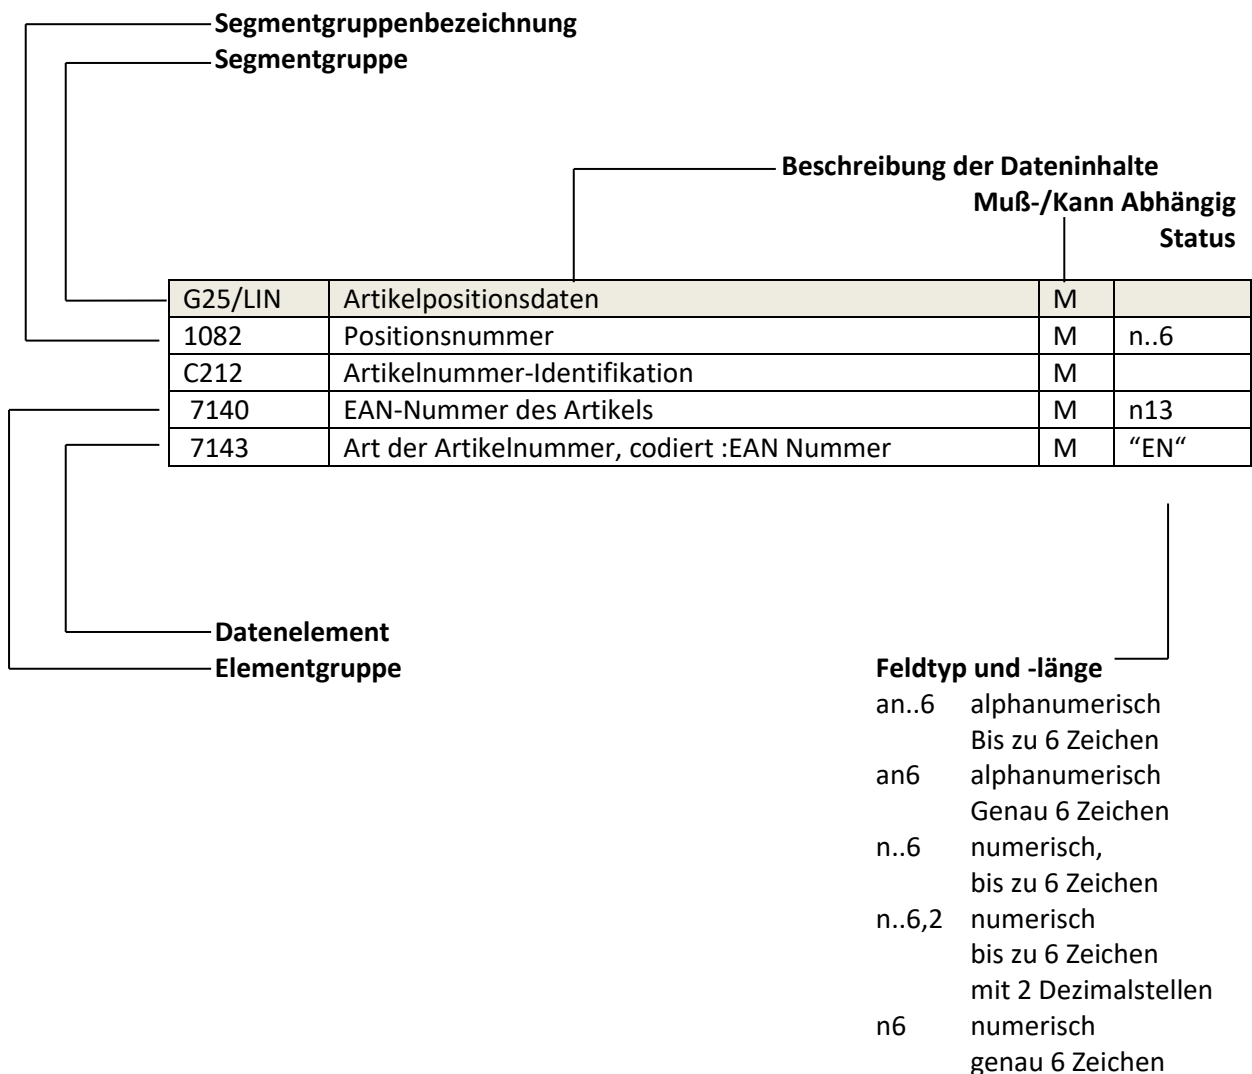 Segmentgruppenbezeichnung
Segmentgruppe
Beschreibung der Dateninhalte
Muß-/Kann Abhängig
Status
G25/LIN Artikelpositionsdaten M
1082 Positionsnummer M n..6
C212 Artikelnummer-Identifikation M
7140 EAN-Nummer des Artikels M n13
7143 Art der Artikelnummer, codiert :EAN Nummer M “EN“
Datenelement
Elementgruppe
Feldtyp und -länge
an..6 alphanumerisch
Bis zu 6 Zeichen
an6 alphanumerisch
Genau 6 Zeichen
n..6 numerisch,
bis zu 6 Zeichen
n..6,2 numerisch
bis zu 6 Zeichen
mit 2 Dezimalstellen
n6 numerisch
genau 6 Zeichen